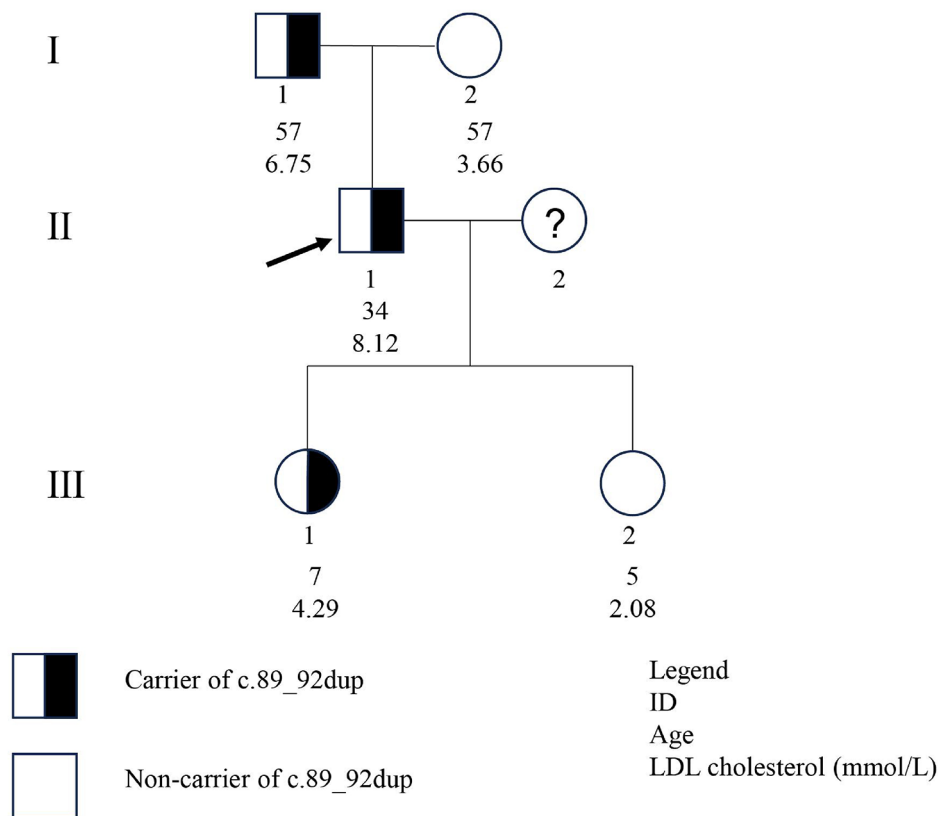 I
1 2
57 57
6.75 3.66
II
?
1 2
34
8.12
III
1 2
7 5
4.29 2.08
Carrier of c.89_92dup
Non-carrier of c.89_92dup
Legend
ID
Age
LDL cholesterol (mmol/L)